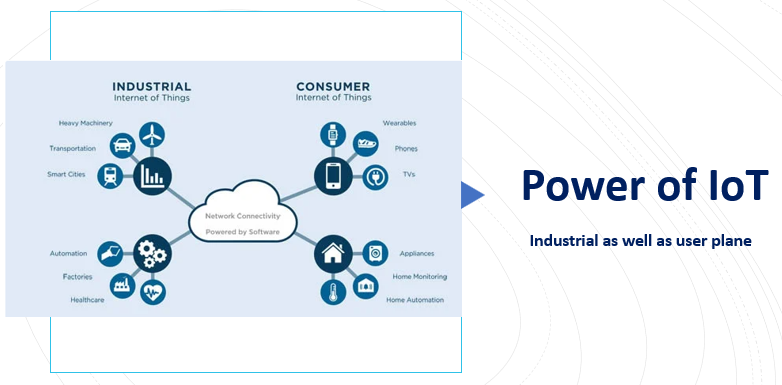 INDUSTRIAL
Internet of Things
CONSUMER
Internet of Things
Heavy Machinery
Transportation
Smart Cities
Wearables
Phones
TVs
Network Connectivity
Powered by Software
Automation
Factories
Healthcare
Appliances
Home Monitoring
Home Automation
Power of IoT
Industrial as well as user plane